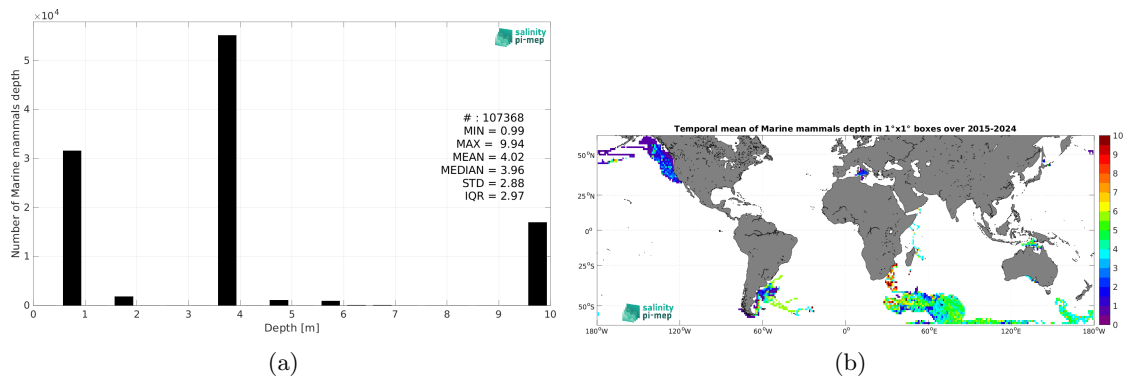 ×10⁴
5
4
3
2
1
0
Number of Marine mammals depth
salinity
pi-mep
# : 107368
MIN = 0.99
MAX = 9.94
MEAN = 4.02
MEDIAN = 3.96
STD = 2.88
IQR = 2.97
0 1 2 3 4 5 6 7 8 9 10
Depth [m]
(a)
Temporal mean of Marine mammals depth in 1°x1° boxes over 2015-2024
50°N
25°N
0°
25°S
50°S
salinity
pi-mep
180°W 120°W 60°W 0° 60°E 120°E 180°W
10
9
8
7
6
5
4
3
2
1
0
(b)